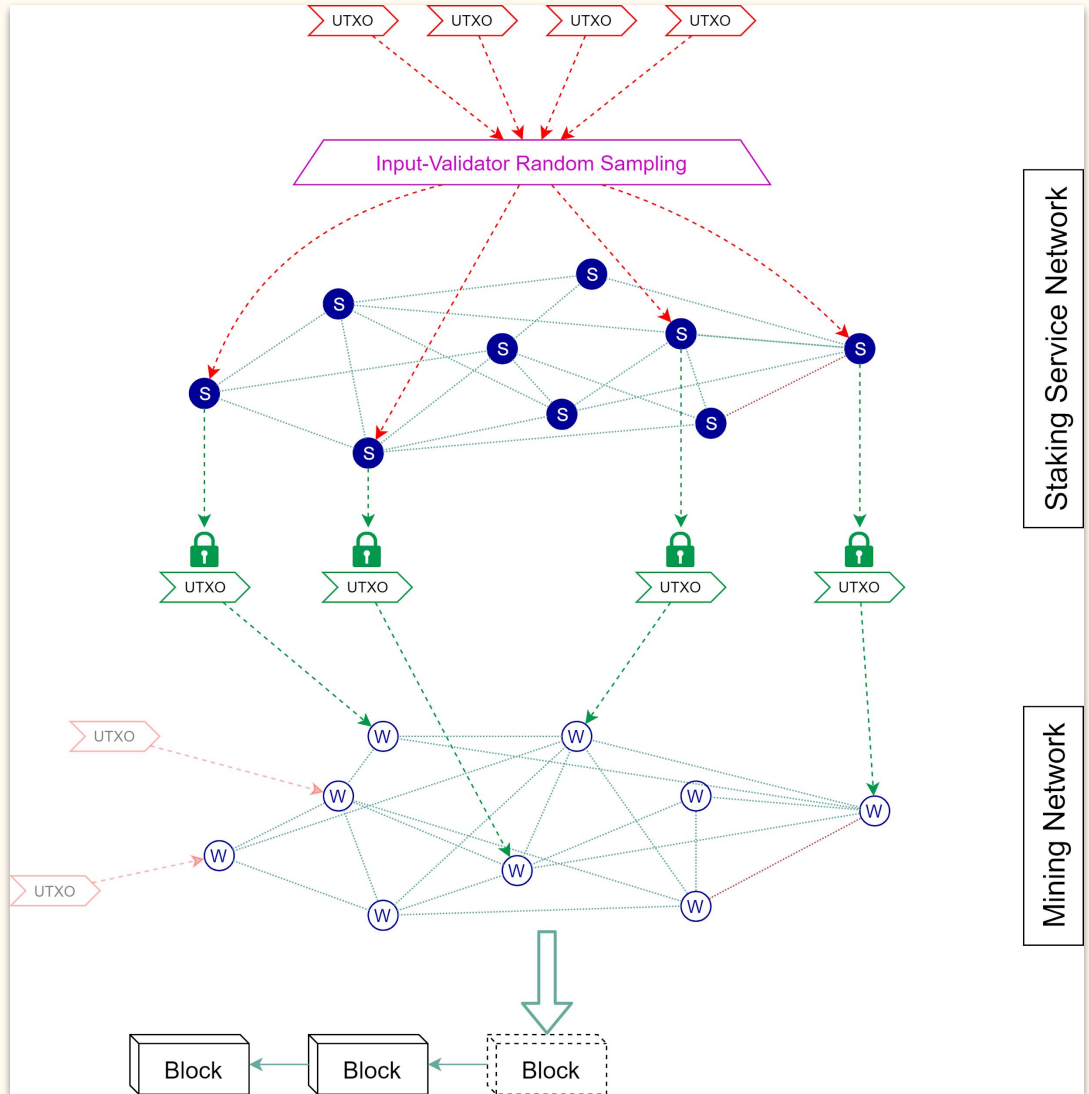 UTXO
UTXO
UTXO
UTXO
Input-Validator Random Sampling
Staking Service Network
S
S
S
S
S
S
S
S
S
UTXO
UTXO
UTXO
UTXO
Mining Network
UTXO
W
W
W
W
W
W
W
UTXO
W
W
Block
Block
Block